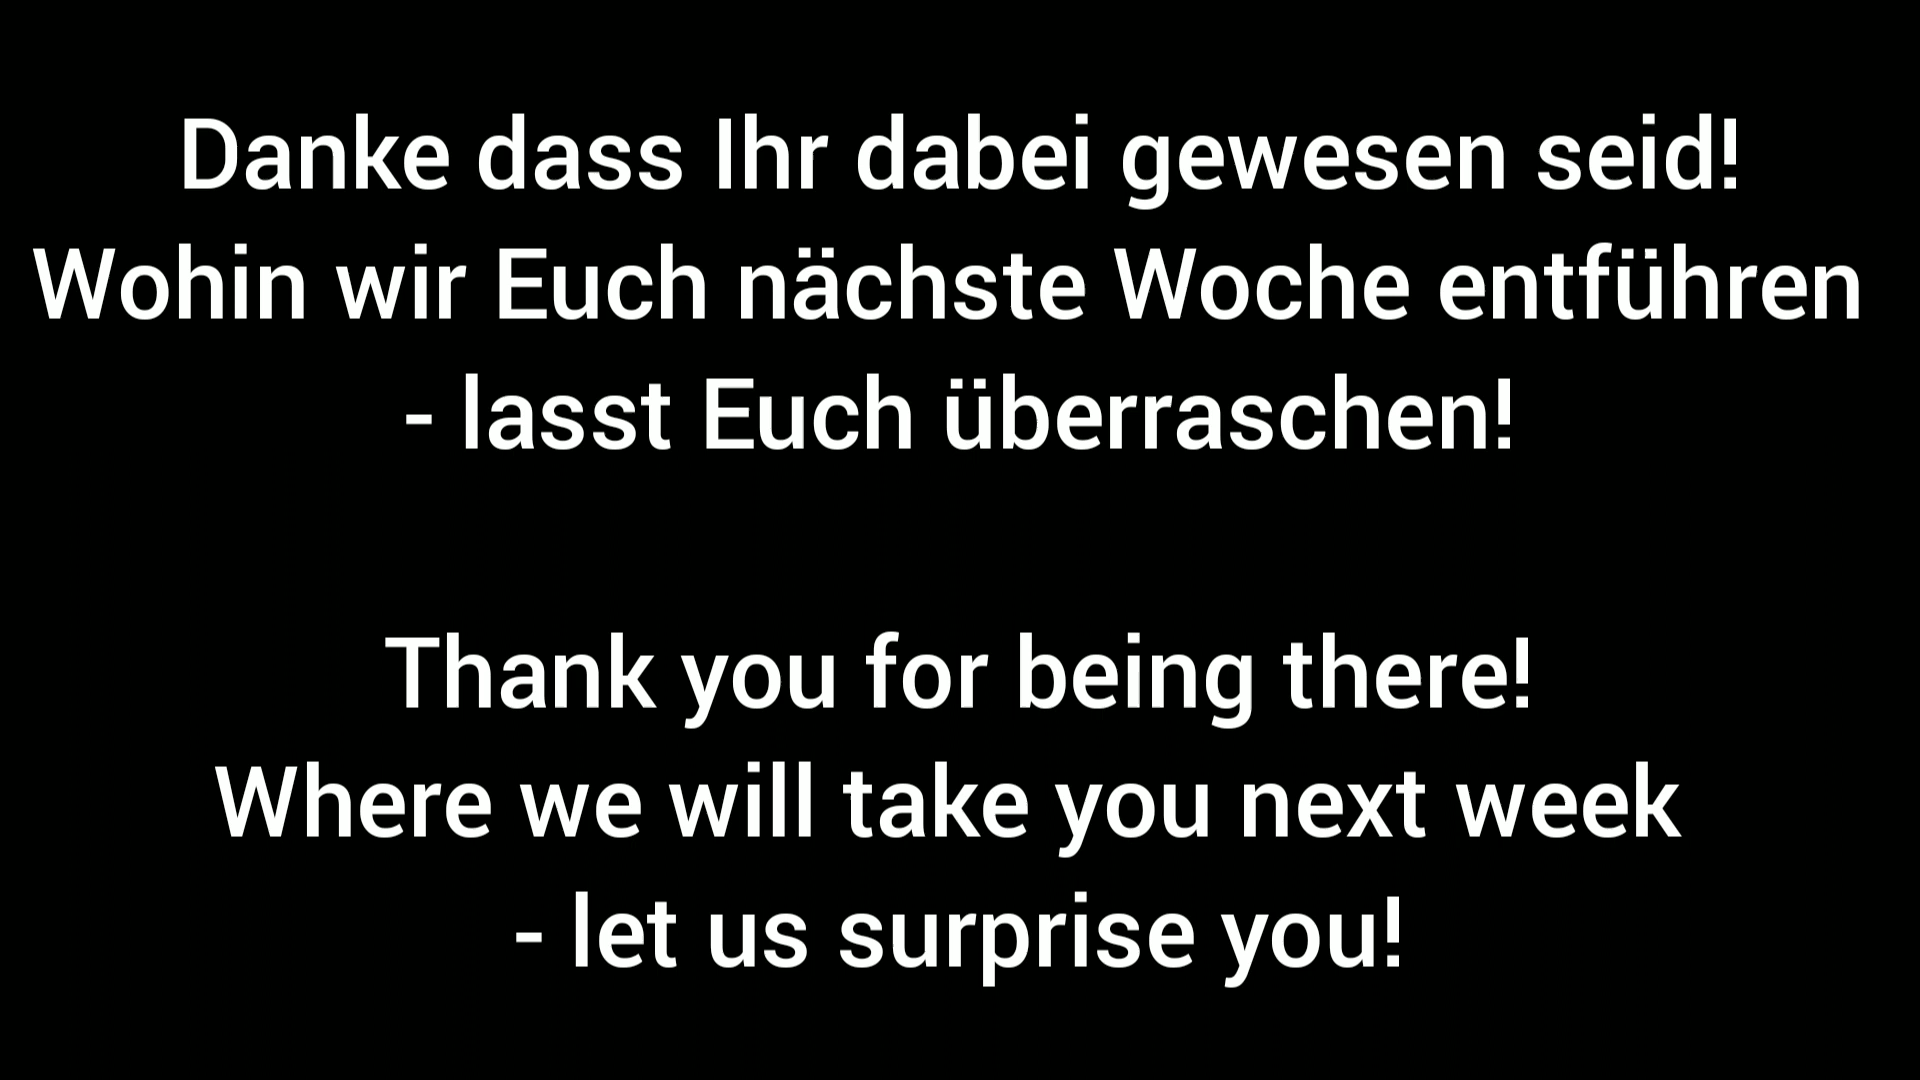 Danke dass Ihr dabei gewesen seid!
Wohin wir Euch nächste Woche entführen
- lasst Euch überraschen!
Thank you for being there!
Where we will take you next week
- let us surprise you!